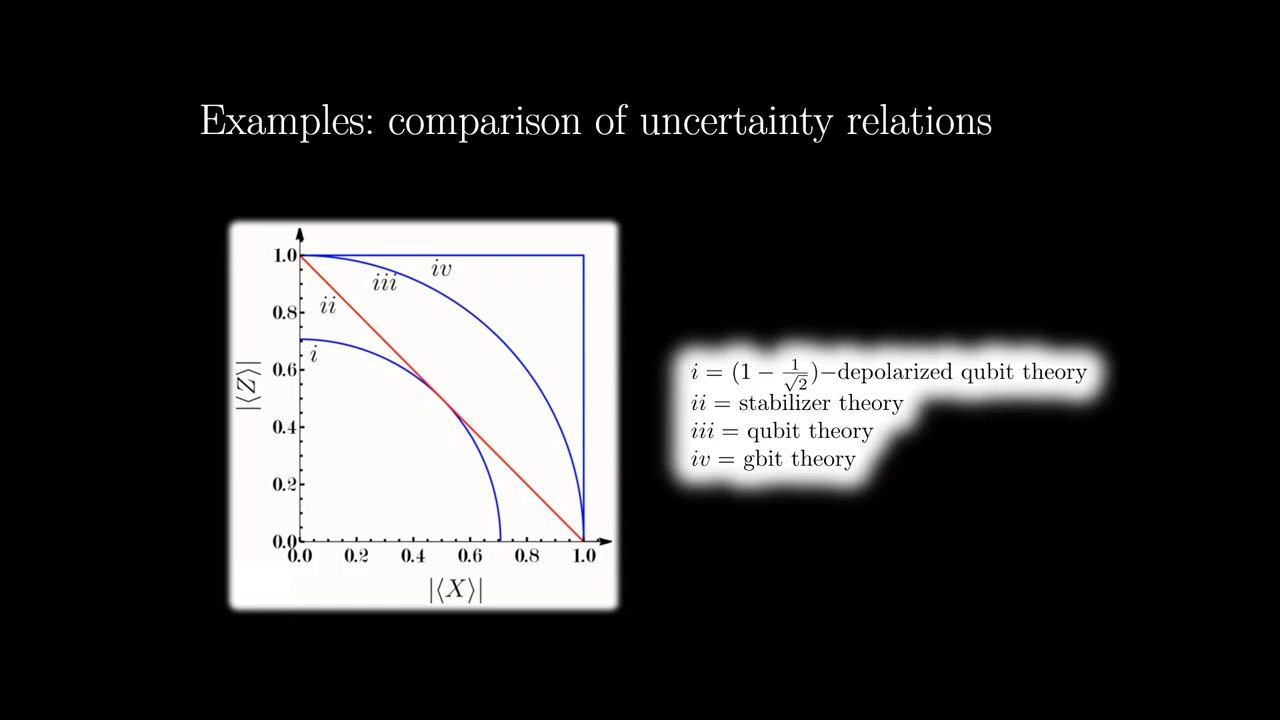 Examples: comparison of uncertainty relations
1.0
0.8
0.6
0.4
0.2
0.0
iv
iii
ii
i
|⟨Z⟩|
0.0 0.2 0.4 0.6 0.8 1.0
|⟨X⟩|
i = (1 − 1/√2)−depolarized qubit theory
ii = stabilizer theory
iii = qubit theory
iv = gbit theory